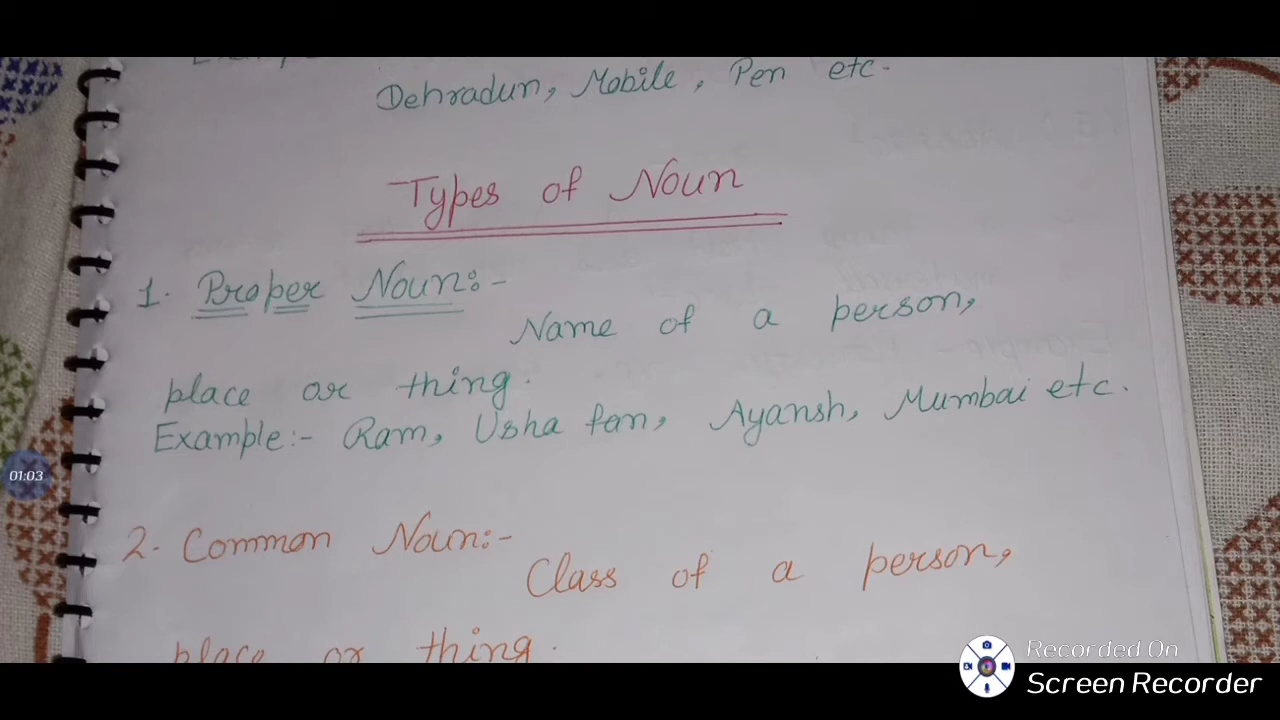 Dehradun, Mobile, Pen etc.
Types of Noun
1. Proper Noun:-
Name of a person,
place or thing.
Example:- Ram, Usha fan, Ayansh, Mumbai etc.
2. Common Noun:-
Class of a person,
place or thing.
01:03
Recorded On
Screen Recorder